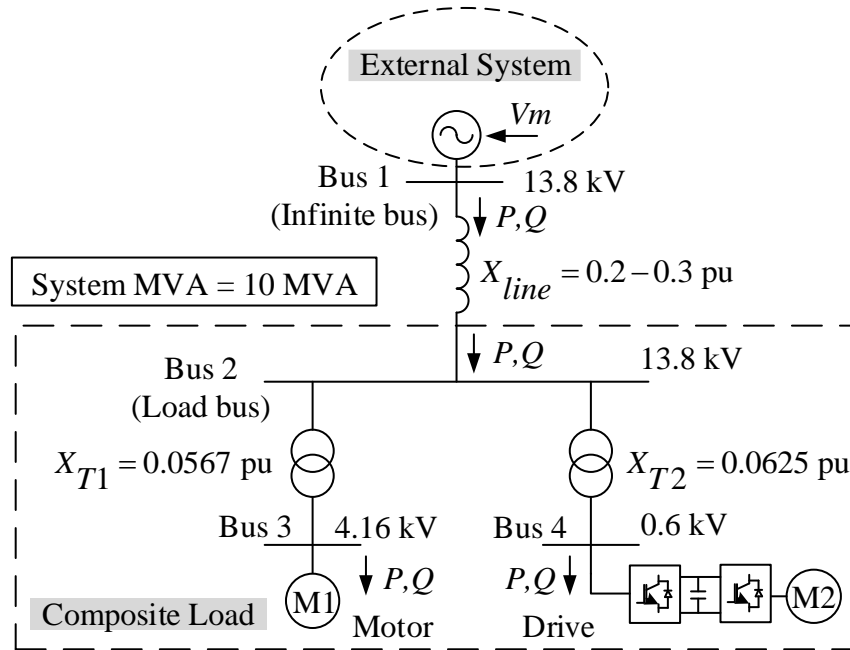 External System
Vm
Bus 1
(Infinite bus)
13.8 kV
P,Q
X_line = 0.2–0.3 pu
System MVA = 10 MVA
P,Q
Bus 2
(Load bus)
13.8 kV
X_T1 = 0.0567 pu
X_T2 = 0.0625 pu
Bus 3
4.16 kV
Bus 4
0.6 kV
P,Q
P,Q
M1
M2
Composite Load
Motor
Drive